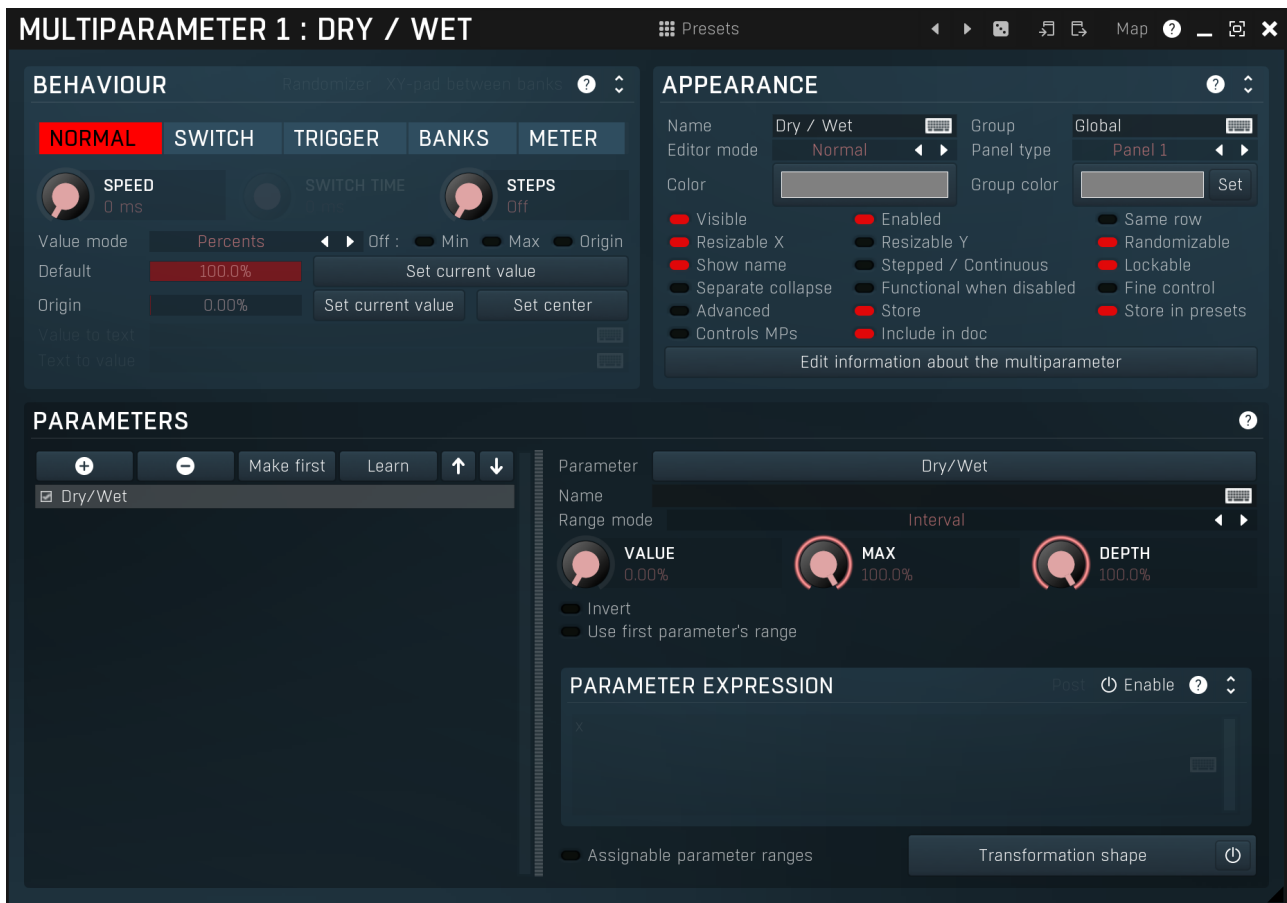 MULTIPARAMETER 1 : DRY / WET Presets Map ?
BEHAVIOUR Randomizer XY-pad between banks ?
NORMAL SWITCH TRIGGER BANKS METER
SPEED
0 ms
SWITCH TIME
STEPS
Off
Value mode Percents Off : Min Max Origin
Default 100.0% Set current value
Origin 0.00% Set current value Set center
Value to text
Text to value
APPEARANCE ?
Name Dry / Wet Group Global
Editor mode Normal Panel type Panel 1
Color Group color Set
Visible Enabled Same row
Resizable X Resizable Y Randomizable
Show name Stepped / Continuous Lockable
Separate collapse Functional when disabled Fine control
Advanced Store Store in presets
Controls MPs Include in doc
Edit information about the multiparameter
PARAMETERS ?
Make first Learn
Dry/Wet
Parameter Dry/Wet
Name
Range mode Interval
VALUE
0.00%
MAX
100.0%
DEPTH
100.0%
Invert
Use first parameter's range
PARAMETER EXPRESSION Post Enable ?
x
Assignable parameter ranges Transformation shape